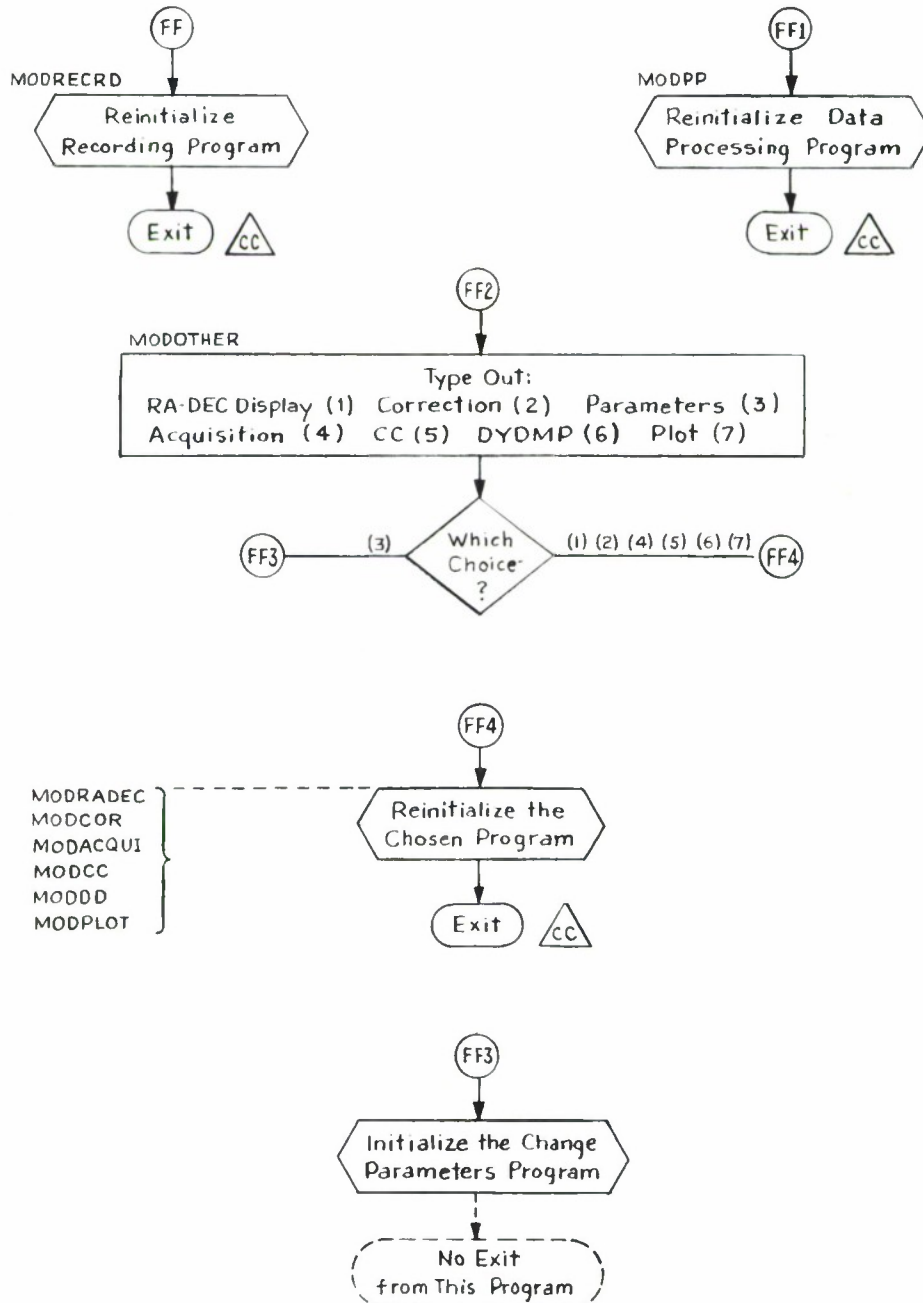 FF
MODRECRD
Reinitialize
Recording Program
Exit
CC
FF1
MODPP
Reinitialize Data
Processing Program
Exit
CC
FF2
MODOTHER
Type Out:
RA-DEC Display (1) Correction (2) Parameters (3)
Acquisition (4) CC (5) DYDMP (6) Plot (7)
FF3
(3)
Which
Choice
?
(1) (2) (4) (5) (6) (7)
FF4
FF4
MODRADEC
MODCOR
MODACQUI
MODCC
MODDD
MODPLOT
Reinitialize the
Chosen Program
Exit
CC
FF3
Initialize the Change
Parameters Program
No Exit
from This Program